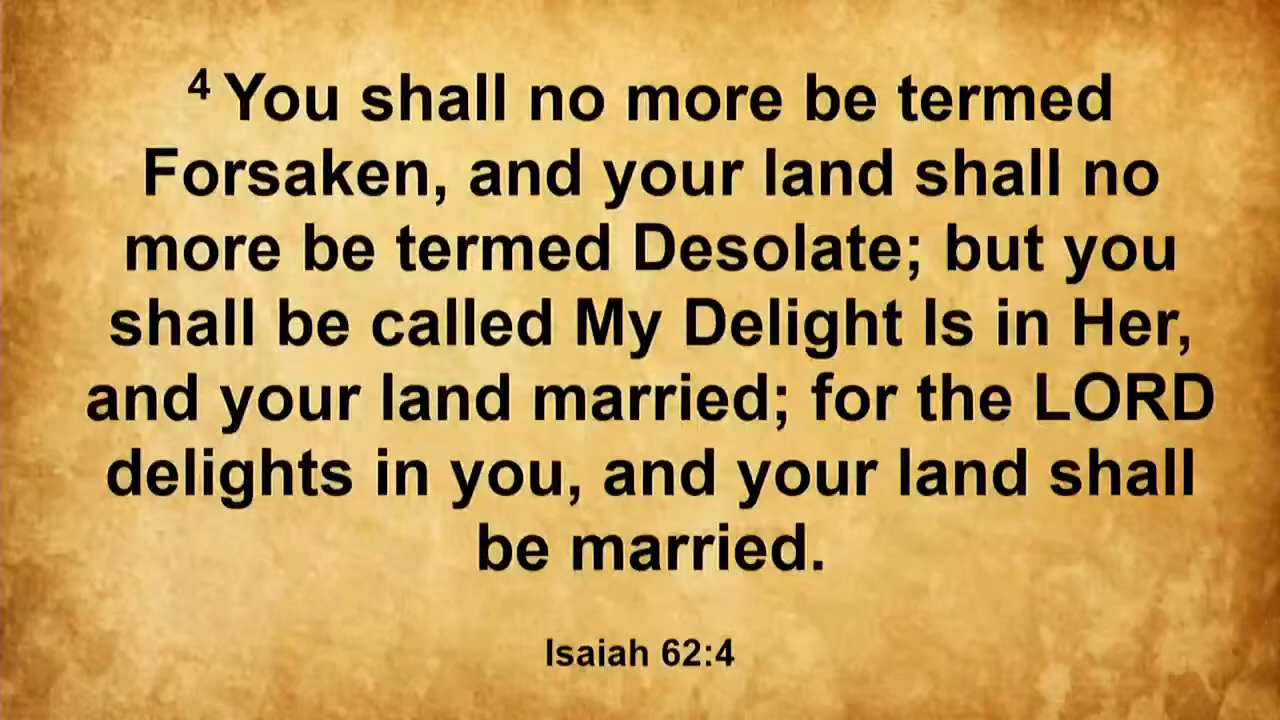 4 You shall no more be termed
Forsaken, and your land shall no
more be termed Desolate; but you
shall be called My Delight Is in Her,
and your land married; for the LORD
delights in you, and your land shall
be married.
Isaiah 62:4